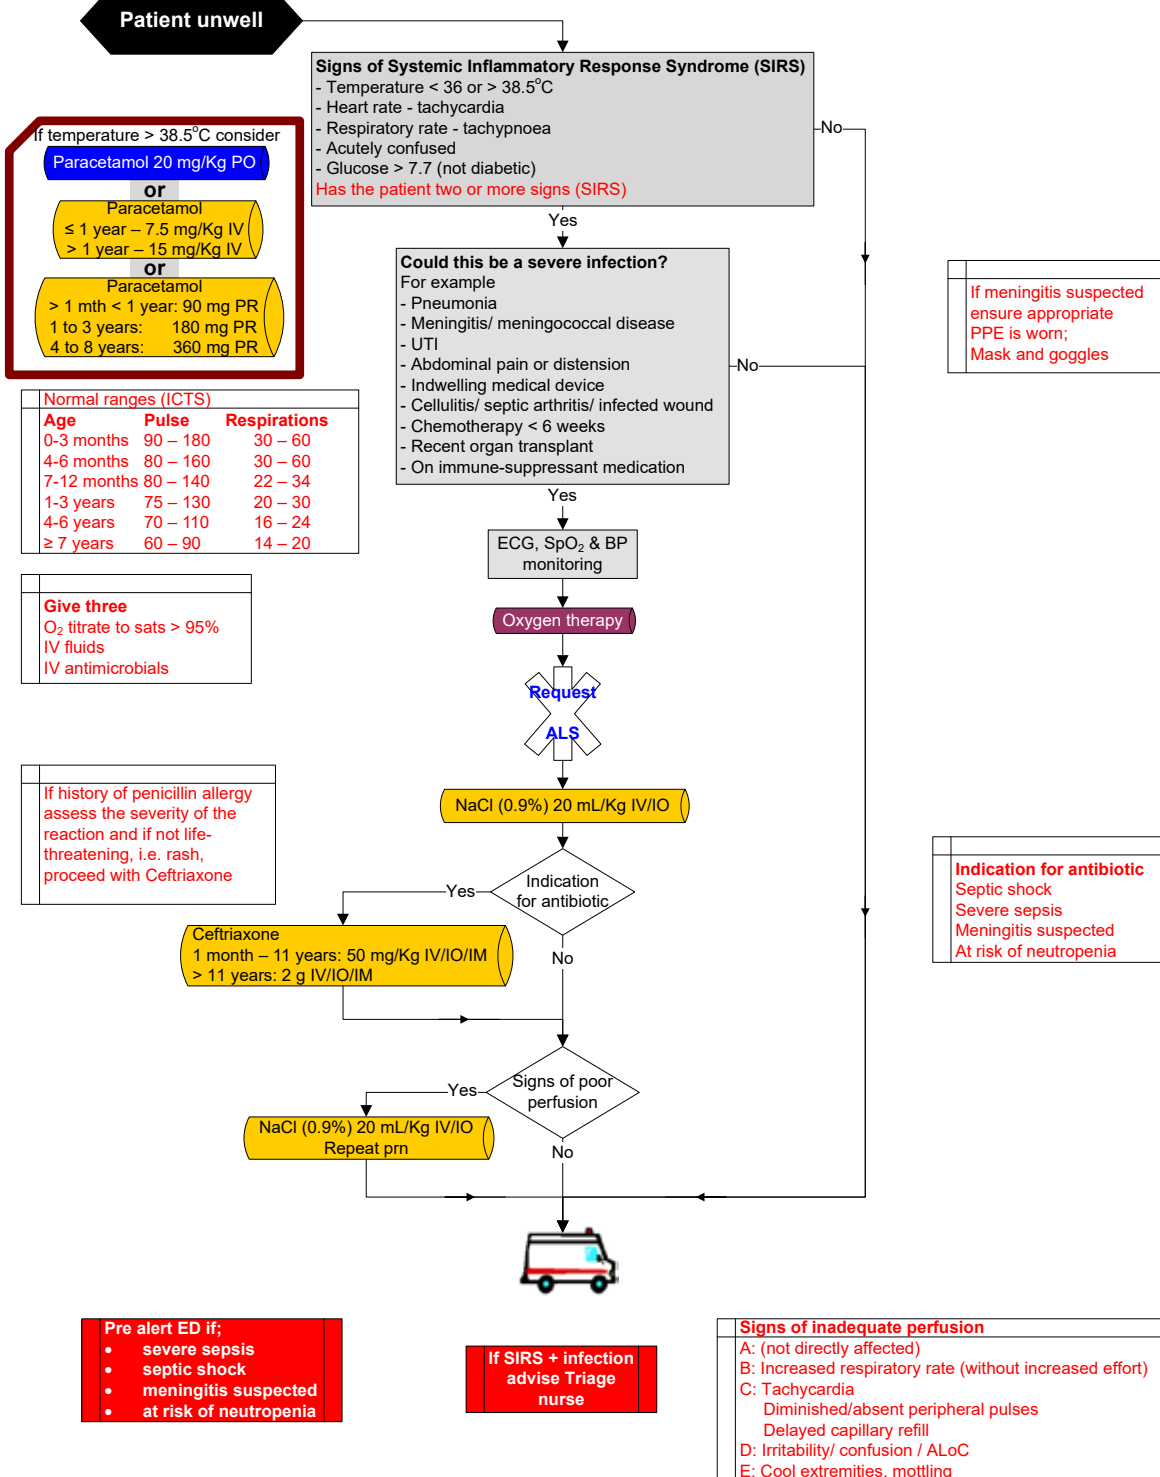 Patient unwell
Signs of Systemic Inflammatory Response Syndrome (SIRS)
- Temperature < 36 or > 38.5°C
- Heart rate - tachycardia
- Respiratory rate - tachypnoea
- Acutely confused
- Glucose > 7.7 (not diabetic)
Has the patient two or more signs (SIRS)
No
Yes
If temperature > 38.5°C consider
Paracetamol 20 mg/Kg PO
or
Paracetamol
≤ 1 year – 7.5 mg/Kg IV
> 1 year – 15 mg/Kg IV
or
Paracetamol
> 1 mth < 1 year: 90 mg PR
1 to 3 years: 180 mg PR
4 to 8 years: 360 mg PR
Could this be a severe infection?
For example
- Pneumonia
- Meningitis/ meningococcal disease
- UTI
- Abdominal pain or distension
- Indwelling medical device
- Cellulitis/ septic arthritis/ infected wound
- Chemotherapy < 6 weeks
- Recent organ transplant
- On immune-suppressant medication
No
Yes
If meningitis suspected
ensure appropriate
PPE is worn;
Mask and goggles
Normal ranges (ICTS)
Age Pulse Respirations
0-3 months 90 – 180 30 – 60
4-6 months 80 – 160 30 – 60
7-12 months 80 – 140 22 – 34
1-3 years 75 – 130 20 – 30
4-6 years 70 – 110 16 – 24
≥ 7 years 60 – 90 14 – 20
ECG, SpO₂ & BP
monitoring
Give three
O₂ titrate to sats > 95%
IV fluids
IV antimicrobials
Oxygen therapy
Request
ALS
If history of penicillin allergy
assess the severity of the
reaction and if not life-
threatening, i.e. rash,
proceed with Ceftriaxone
NaCl (0.9%) 20 mL/Kg IV/IO
Indication
for antibiotic
Yes
No
Indication for antibiotic
Septic shock
Severe sepsis
Meningitis suspected
At risk of neutropenia
Ceftriaxone
1 month – 11 years: 50 mg/Kg IV/IO/IM
> 11 years: 2 g IV/IO/IM
Signs of poor
perfusion
Yes
No
NaCl (0.9%) 20 mL/Kg IV/IO
Repeat prn
Pre alert ED if;
• severe sepsis
• septic shock
• meningitis suspected
• at risk of neutropenia
If SIRS + infection
advise Triage
nurse
Signs of inadequate perfusion
A: (not directly affected)
B: Increased respiratory rate (without increased effort)
C: Tachycardia
Diminished/absent peripheral pulses
Delayed capillary refill
D: Irritability/ confusion / ALoC
E: Cool extremities, mottling